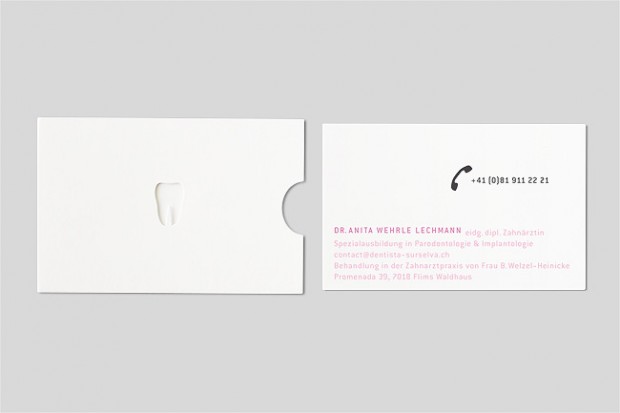 +41 (0)81 911 22 21
DR. ANITA WEHRLE LECHMANN eidg. dipl. Zahnärztin
Spezialausbildung in Parodontologie & Implantologie
contact@dentista-surselva.ch
Behandlung in der Zahnarztpraxis von Frau B. Welzel-Heinicke
Promenada 39, 7018 Flims Waldhaus